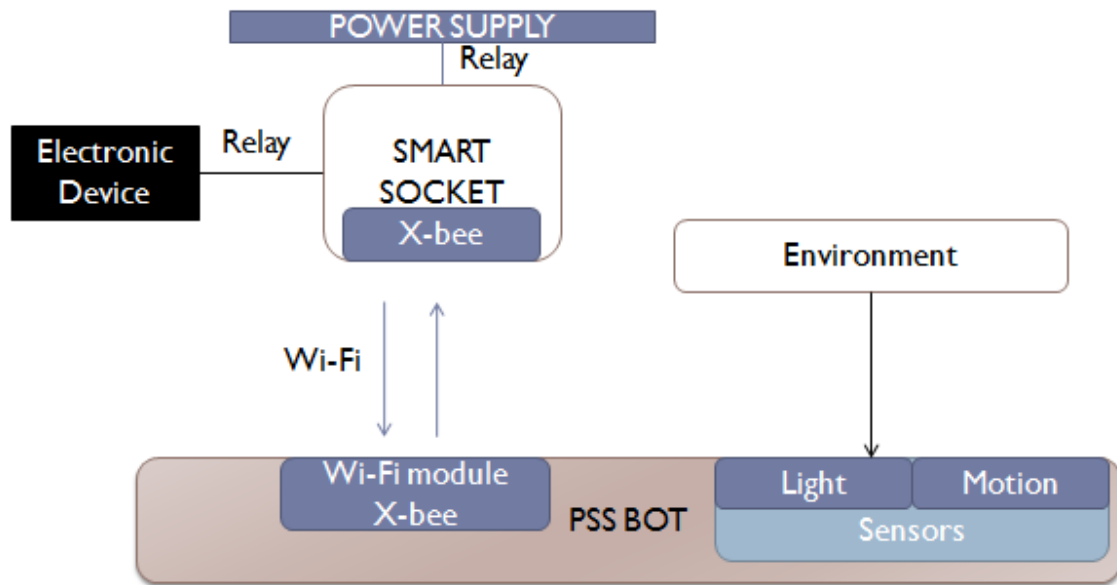 POWER SUPPLY
Relay
Electronic
Device
Relay
SMART
SOCKET
X-bee
Environment
Wi-Fi
Wi-Fi module
X-bee
PSS BOT
Light
Motion
Sensors